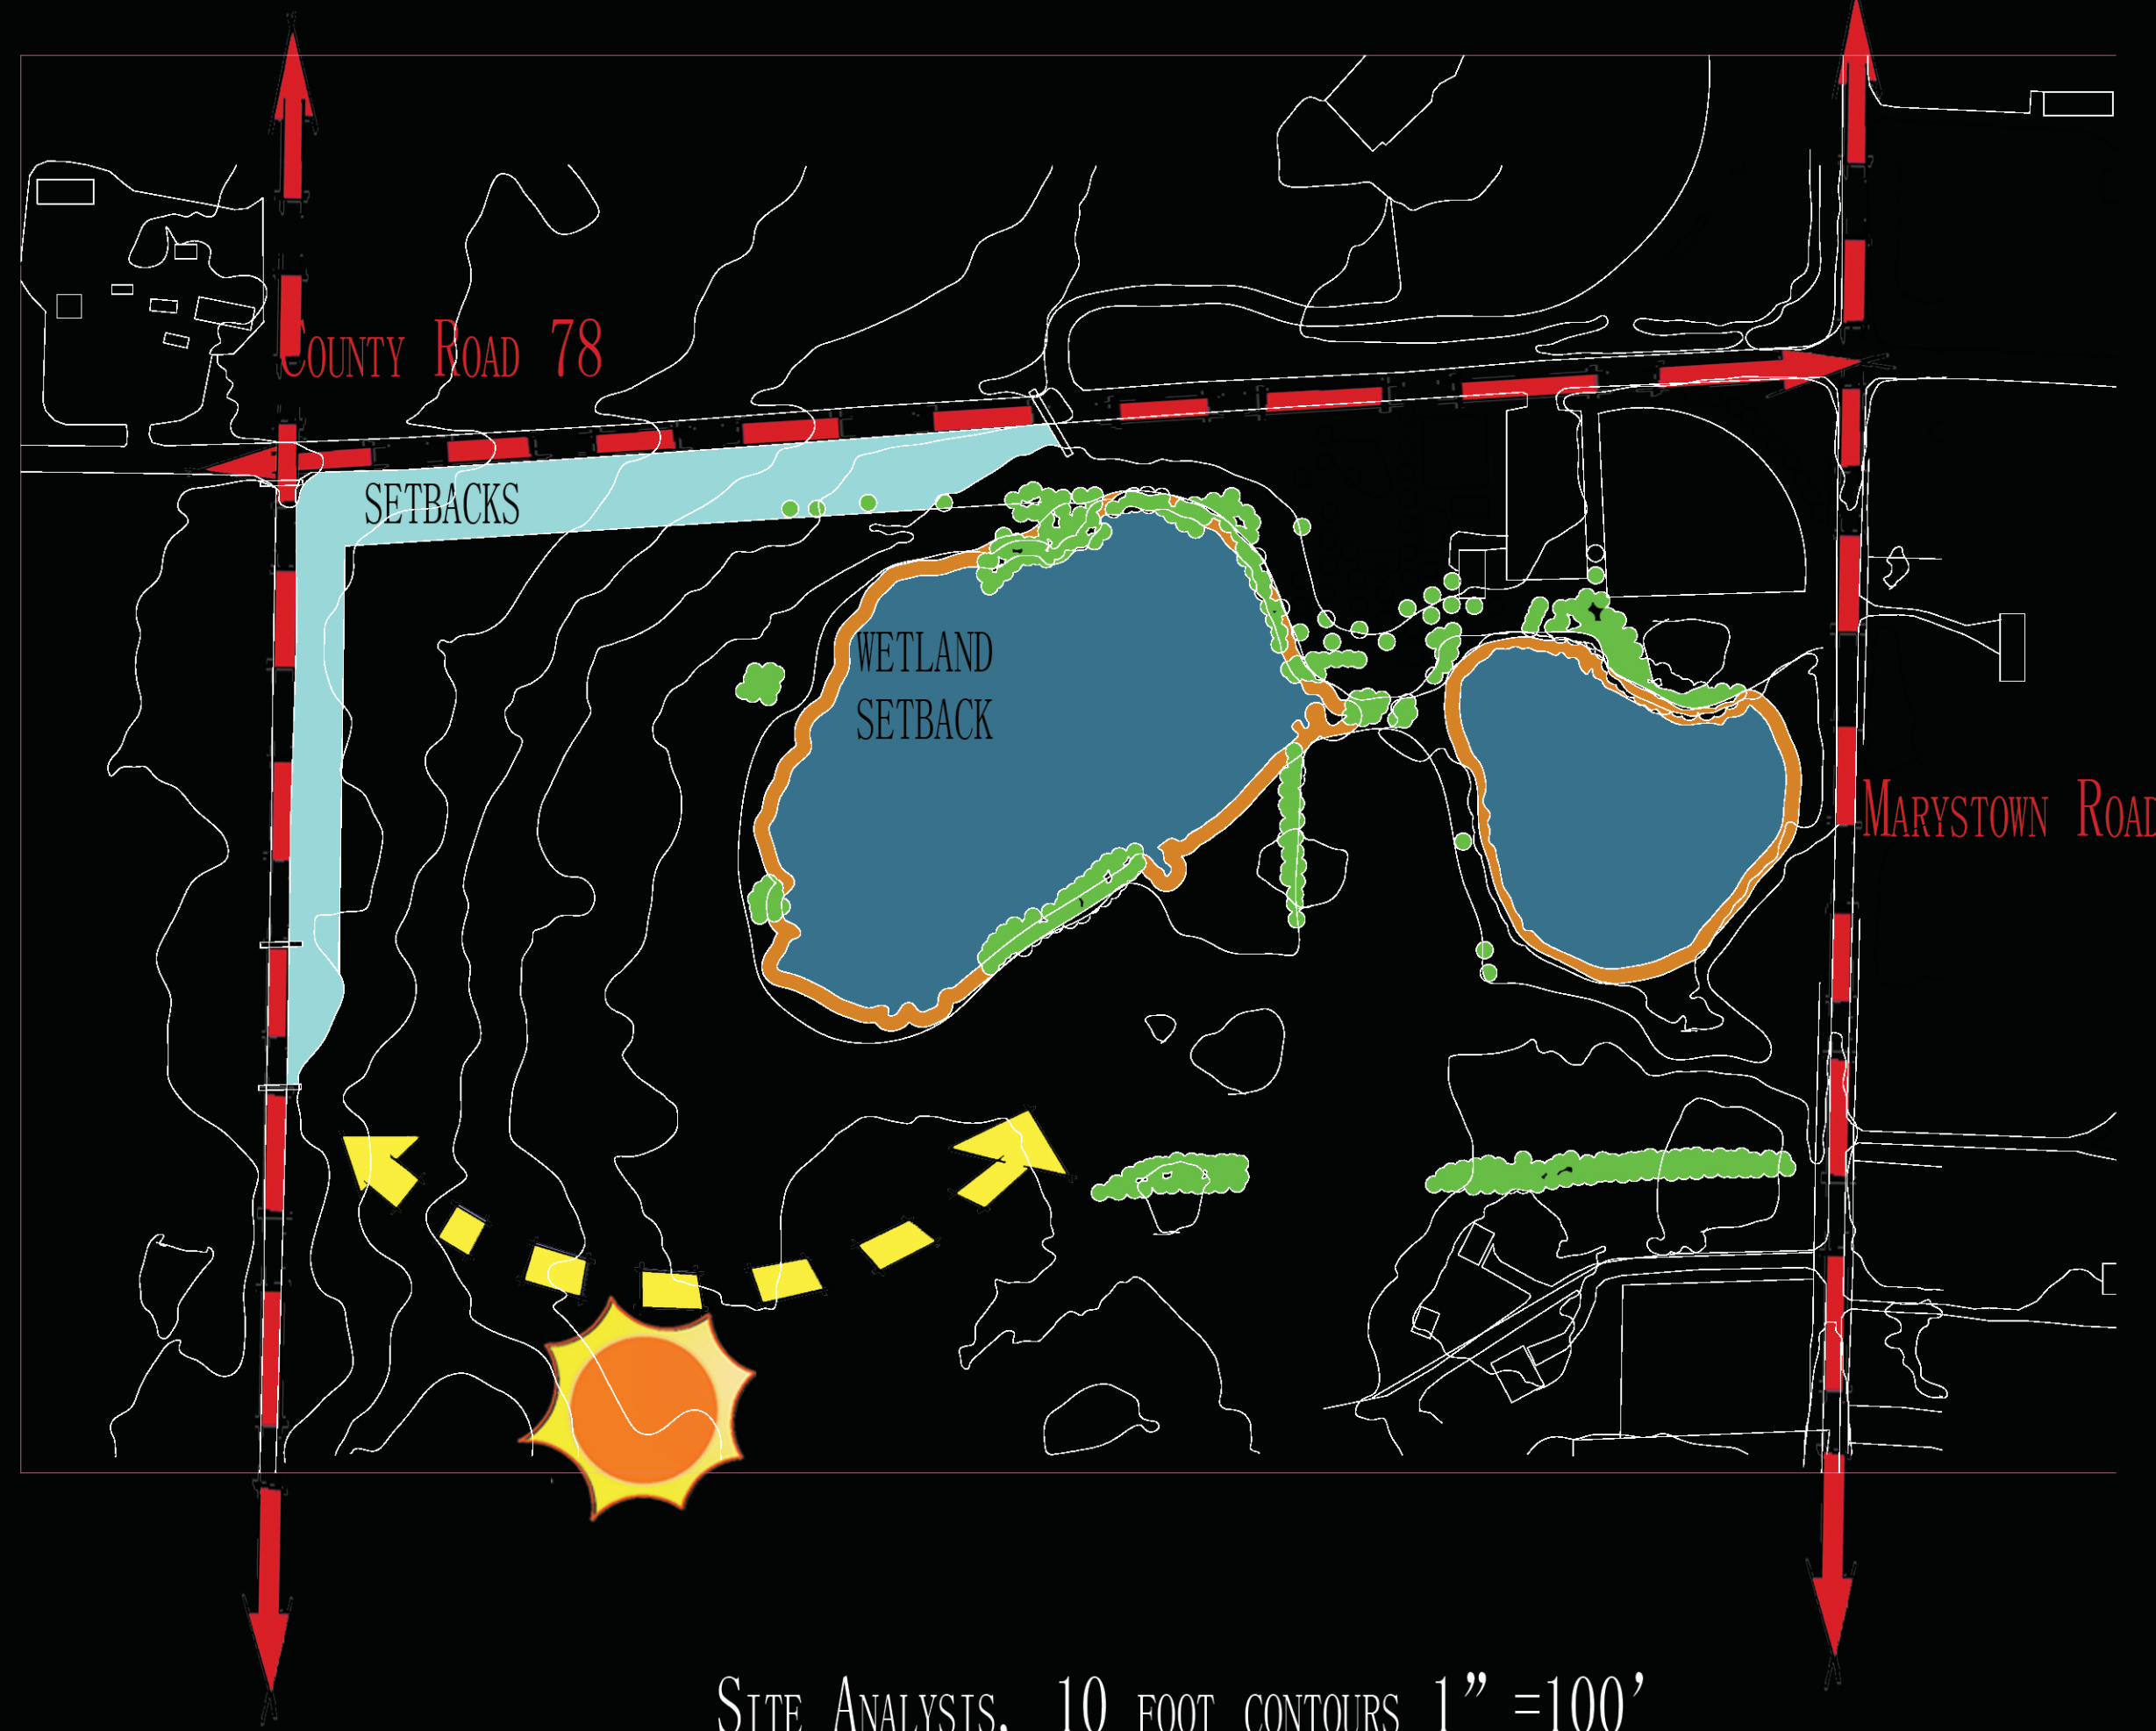 County Road 78
SETBACKS
WETLAND
SETBACK
Marystown Road
Site Analysis, 10 foot contours 1” =100’